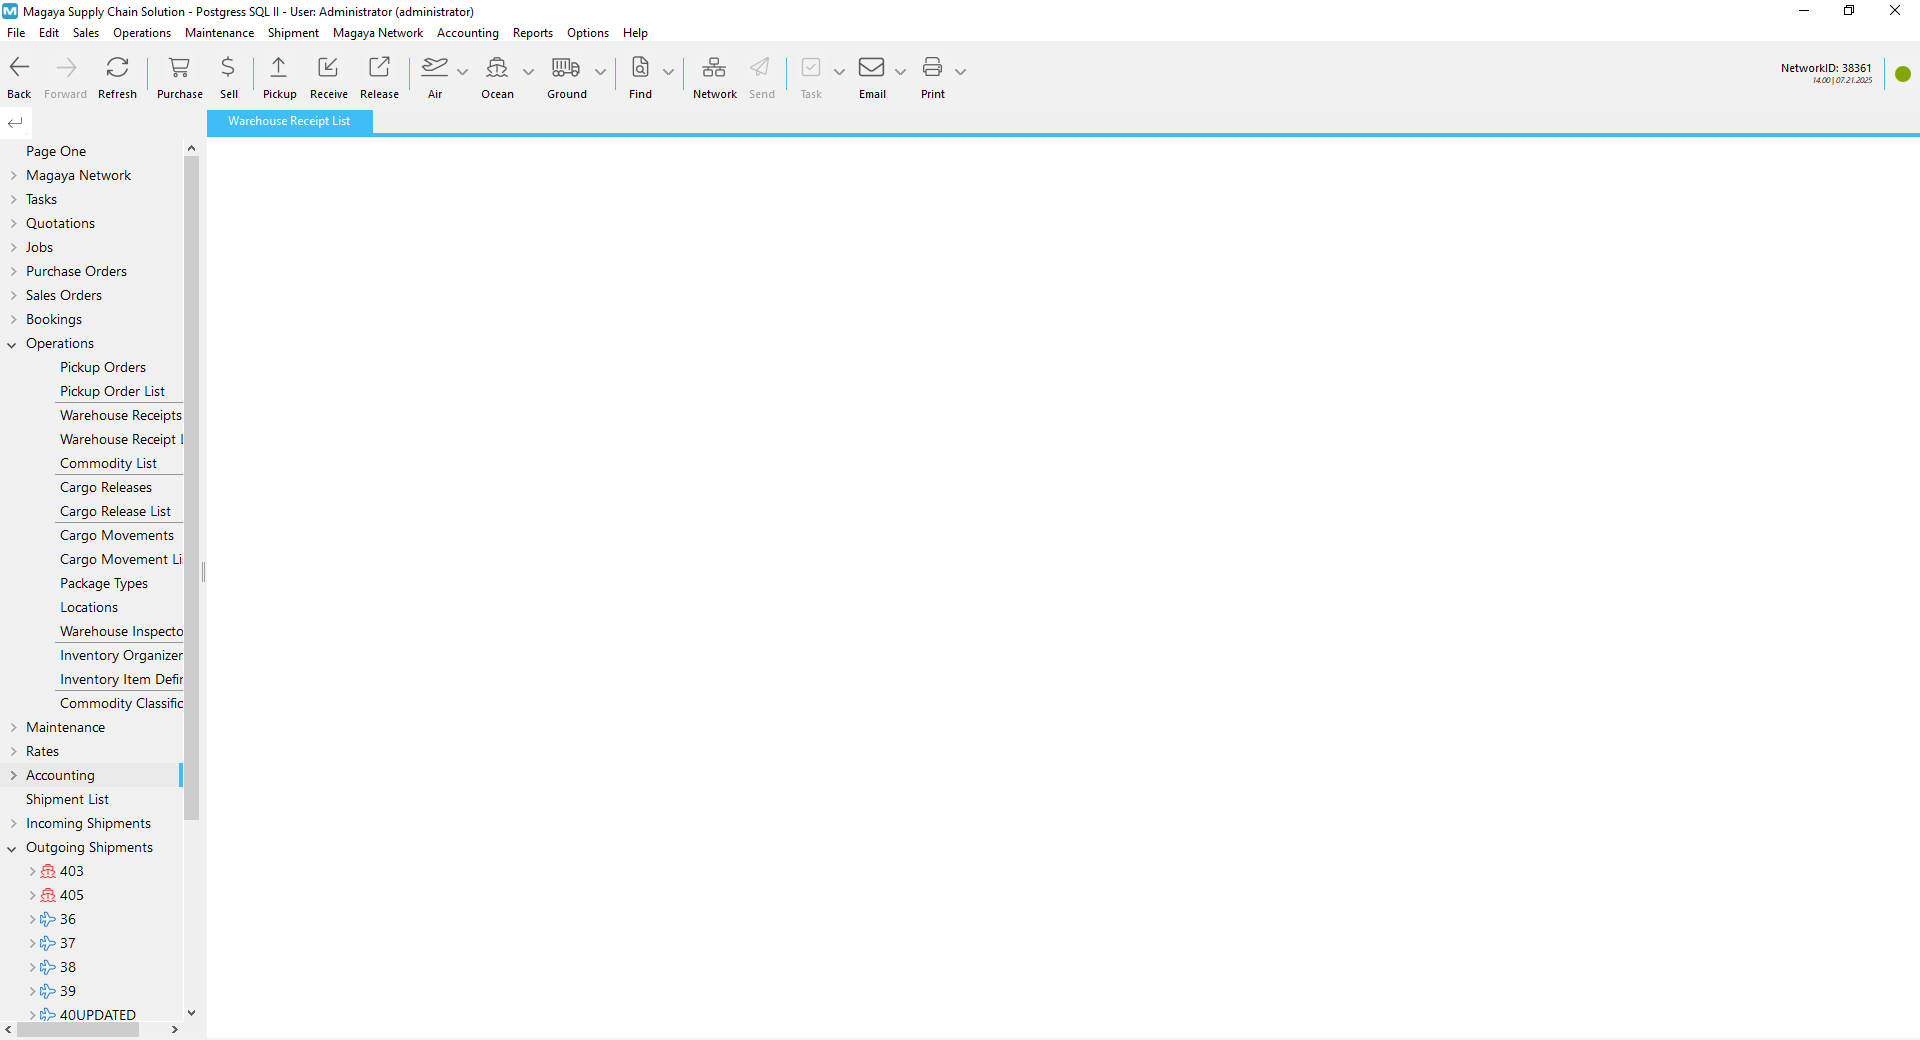 Magaya Supply Chain Solution - Postgress SQL II - User: Administrator (administrator)
File Edit Sales Operations Maintenance Shipment Magaya Network Accounting Reports Options Help
Back Forward Refresh Purchase Sell Pickup Receive Release Air Ocean Ground Find Network Send Task Email Print
NetworkID: 38361
14.00 | 07.21.2025
Warehouse Receipt List
Page One
Magaya Network
Tasks
Quotations
Jobs
Purchase Orders
Sales Orders
Bookings
Operations
Pickup Orders
Pickup Order List
Warehouse Receipts
Warehouse Receipt L
Commodity List
Cargo Releases
Cargo Release List
Cargo Movements
Cargo Movement Li
Package Types
Locations
Warehouse Inspecto
Inventory Organizer
Inventory Item Defin
Commodity Classific
Maintenance
Rates
Accounting
Shipment List
Incoming Shipments
Outgoing Shipments
403
405
36
37
38
39
40UPDATED